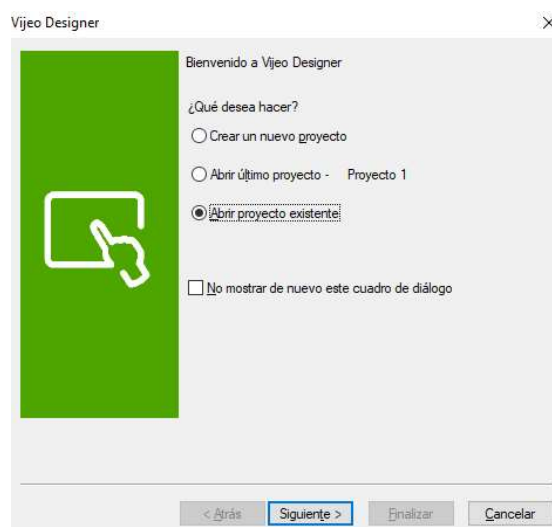 Vijeo Designer
Bienvenido a Vijeo Designer
¿Qué desea hacer?
Crear un nuevo proyecto
Abrir último proyecto - Proyecto 1
Abrir proyecto existente
No mostrar de nuevo este cuadro de diálogo
< Atrás Siguiente > Finalizar Cancelar